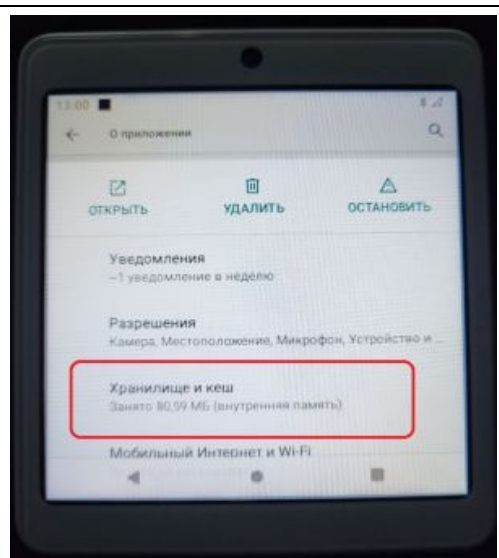 13:00
О приложении
ОТКРЫТЬ УДАЛИТЬ ОСТАНОВИТЬ
Уведомления
~1 уведомление в неделю
Разрешения
Камера, Местоположение, Микрофон, Устройство и ...
Хранилище и кеш
Занято 80,59 МБ (внутренняя память)
Мобильный Интернет и Wi-Fi